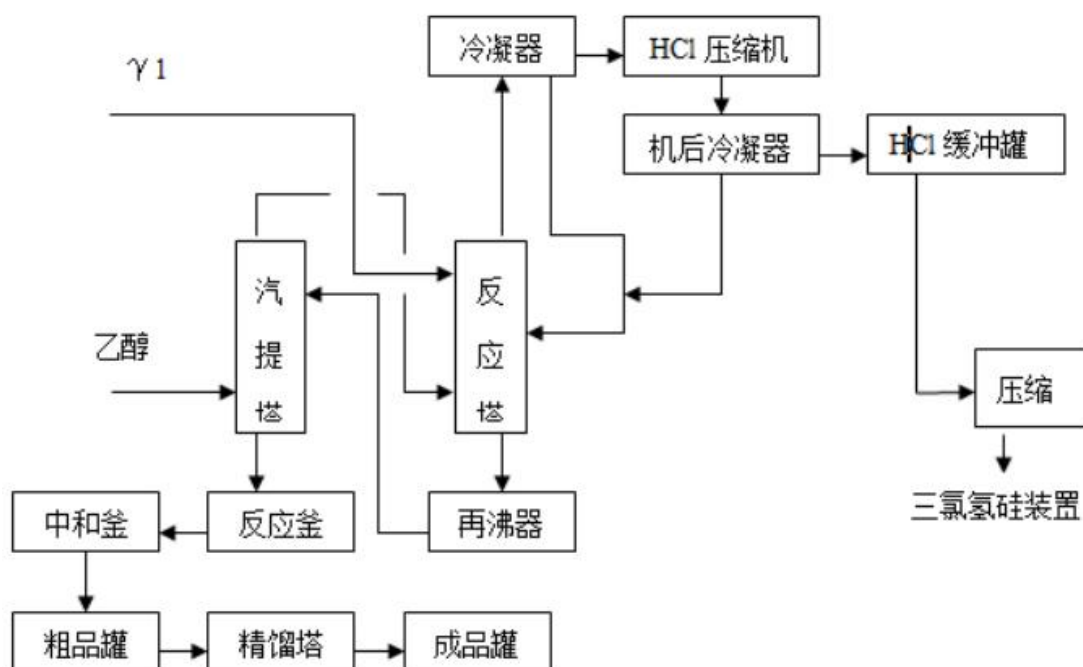 冷凝器
HCl 压缩机
γ1
机后冷凝器
HCl 缓冲罐
汽提塔
反应塔
乙醇
压缩
三氯氢硅装置
中和釜
反应釜
再沸器
粗品罐
精馏塔
成品罐